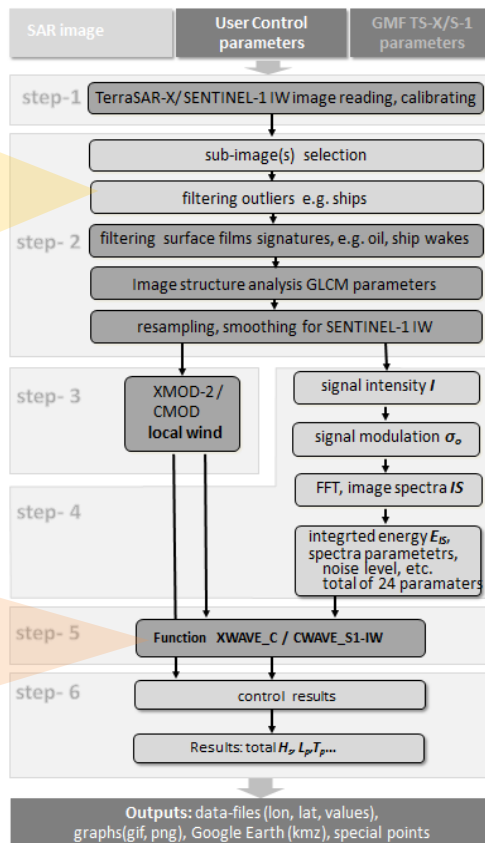 SAR image
User Control
parameters
GMF TS-X/S-1
parameters
step-1
TerraSAR-X/SENTINEL-1 IW image reading, calibrating
sub-image(s) selection
filtering outliers e.g. ships
step- 2
filtering surface films signatures, e.g. oil, ship wakes
Image structure analysis GLCM parameters
resampling, smoothing for SENTINEL-1 IW
step- 3
XMOD-2 /
CMOD
local wind
signal intensity I
signal modulation σo
FFT, image spectra IS
step- 4
integrted energy EIS,
spectra parametetrs,
noise level, etc.
total of 24 paramaters
step- 5
Function XWAVE_C / CWAVE_S1-IW
step- 6
control results
Results: total Hs, Lp,Tp...
Outputs: data-files (lon, lat, values),
graphs(gif, png), Google Earth (kmz), special points